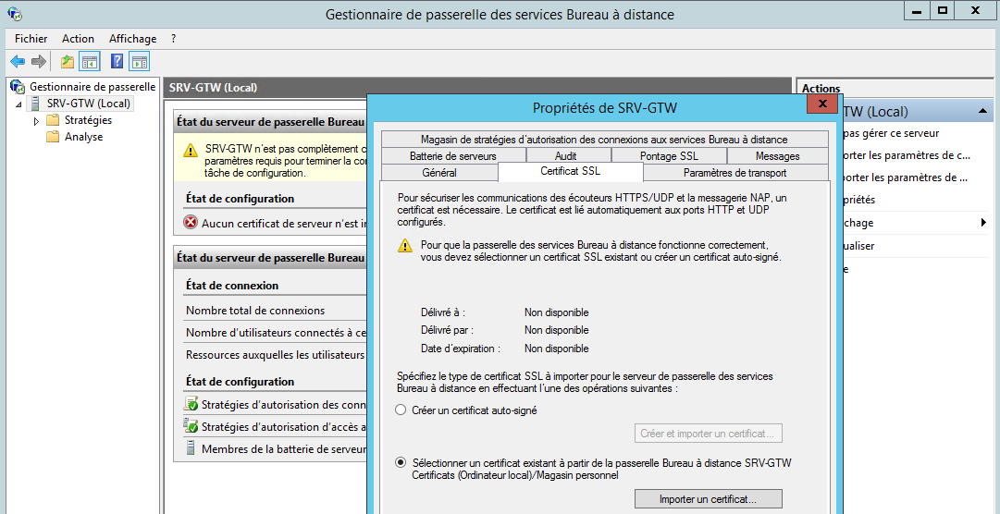 Gestionnaire de passerelle des services Bureau à distance
Fichier Action Affichage ?
Gestionnaire de passerelle
SRV-GTW (Local)
Stratégies
Analyse
SRV-GTW (Local)
État du serveur de passerelle Bureau
SRV-GTW n'est pas complètement c
paramètres requis pour terminer la co
tâche de configuration.
État de configuration
Aucun certificat de serveur n'est in
État du serveur de passerelle Bureau
État de connexion
Nombre total de connexions
Nombre d'utilisateurs connectés à ce
Ressources auxquelles les utilisateurs
État de configuration
Stratégies d'autorisation des conn
Stratégies d'autorisation d'accès a
Membres de la batterie de serveur
Propriétés de SRV-GTW
x
Magasin de stratégies d'autorisation des connexions aux services Bureau à distance
Batterie de serveurs Audit Pontage SSL Messages
Général Certificat SSL Paramètres de transport
Pour sécuriser les communications des écouteurs HTTPS/UDP et la messagerie NAP, un
certificat est nécessaire. Le certificat est lié automatiquement aux ports HTTP et UDP
configurés.
Pour que la passerelle des services Bureau à distance fonctionne correctement,
vous devez sélectionner un certificat SSL existant ou créer un certificat auto-signé.
Délivré à : Non disponible
Délivré par : Non disponible
Date d'expiration : Non disponible
Spécifiez le type de certificat SSL à importer pour le serveur de passerelle des services
Bureau à distance en effectuant l'une des opérations suivantes :
Créer un certificat auto-signé
Créer et importer un certificat...
Sélectionner un certificat existant à partir de la passerelle Bureau à distance SRV-GTW
Certificats (Ordinateur local)/Magasin personnel
Importer un certificat...
Actions
TW (Local)
pas gérer ce serveur
orter les paramètres de c...
orter les paramètres de ...
priétés
chage
ualiser
e